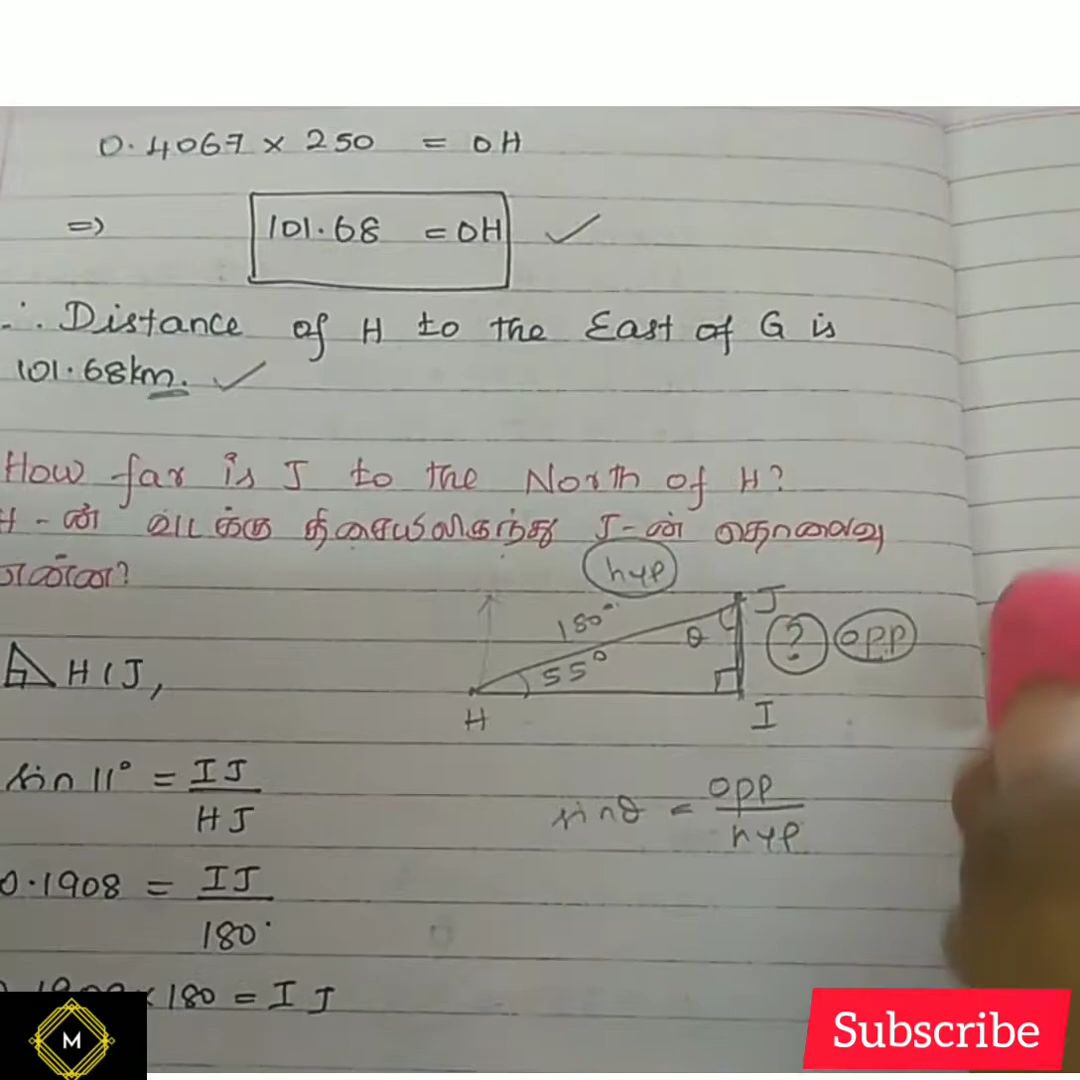 0.4067 x 250 = OH
=> 101.68 = OH ✓
∴ Distance of H to the East of G is
101.68km. ✓
How far is J to the North of H?
H - ன் வடக்கு திசையிலிருந்து J-ன் தொலைவு
என்ன?
hyp
J
180°
θ
?
opp
55°
H I J,
H
I
sin 11° = IJ
HJ
sinθ = opp
hyp
0.1908 = IJ
180
x 180 = IJ
M
Subscribe